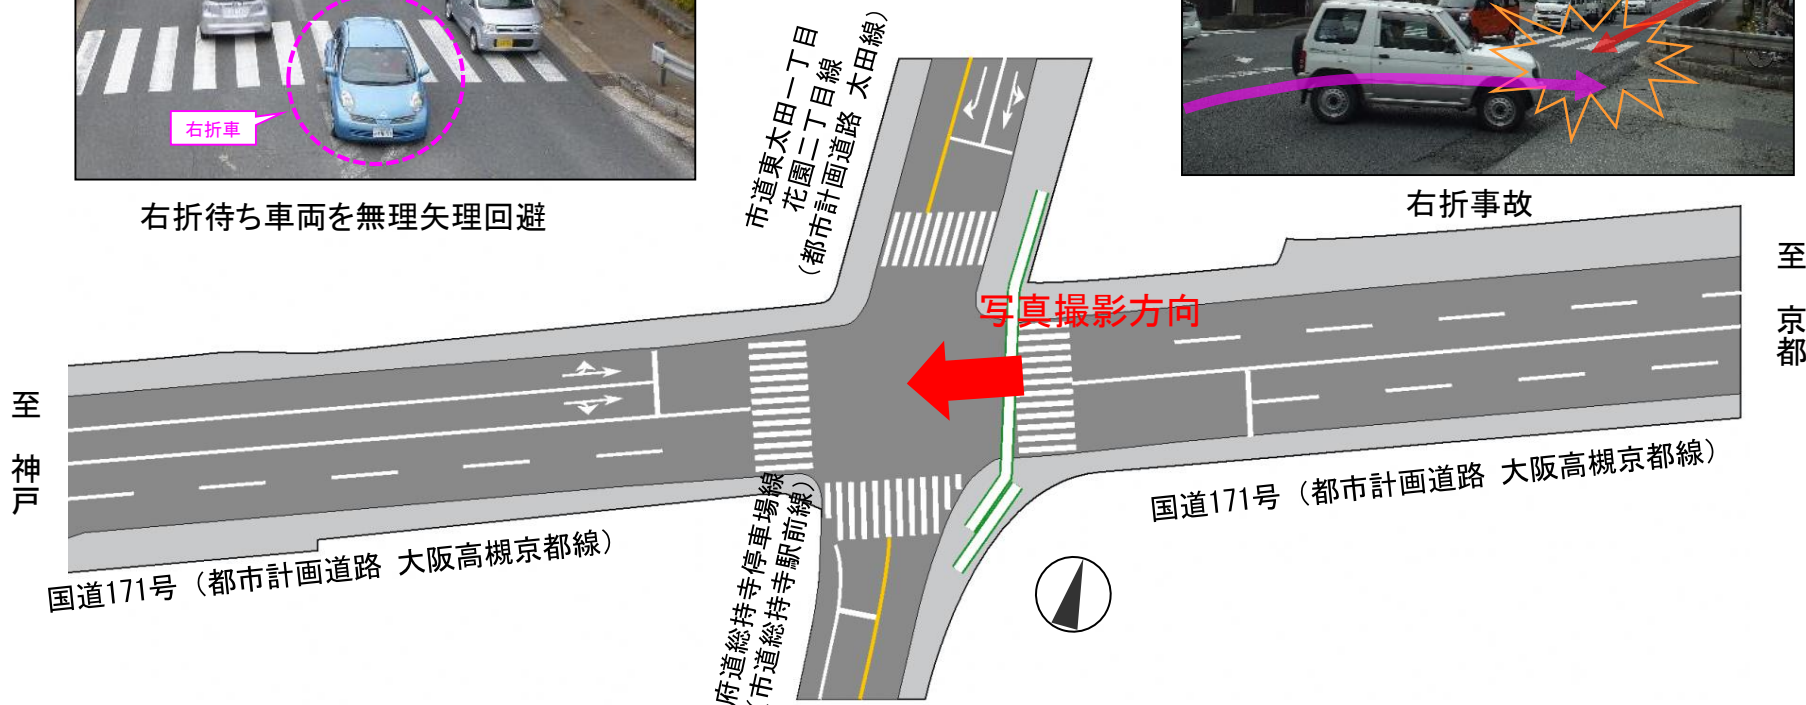 右折車
右折待ち車両を無理矢理回避
右折事故
市道東太田一丁目
花園二丁目線
（都市計画道路 太田線）
写真撮影方向
至 京都
至 神戸
国道171号（都市計画道路 大阪高槻京都線）
国道171号（都市計画道路 大阪高槻京都線）
府道総持寺停車場線
（市道総持寺駅前線）